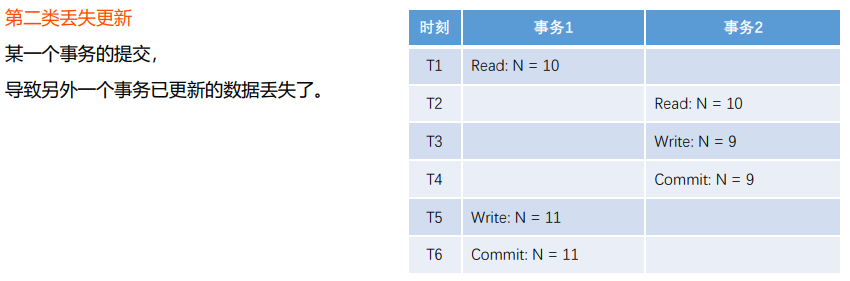 第二类丢失更新
某一个事务的提交，
导致另外一个事务已更新的数据丢失了。
时刻 事务1 事务2
T1 Read: N = 10
T2 Read: N = 10
T3 Write: N = 9
T4 Commit: N = 9
T5 Write: N = 11
T6 Commit: N = 11